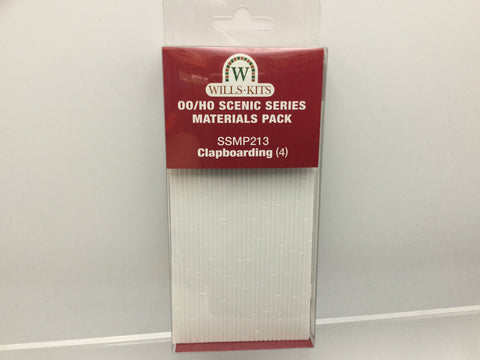 W
WILLS·KITS
OO/HO SCENIC SERIES
MATERIALS PACK
SSMP213
Clapboarding (4)